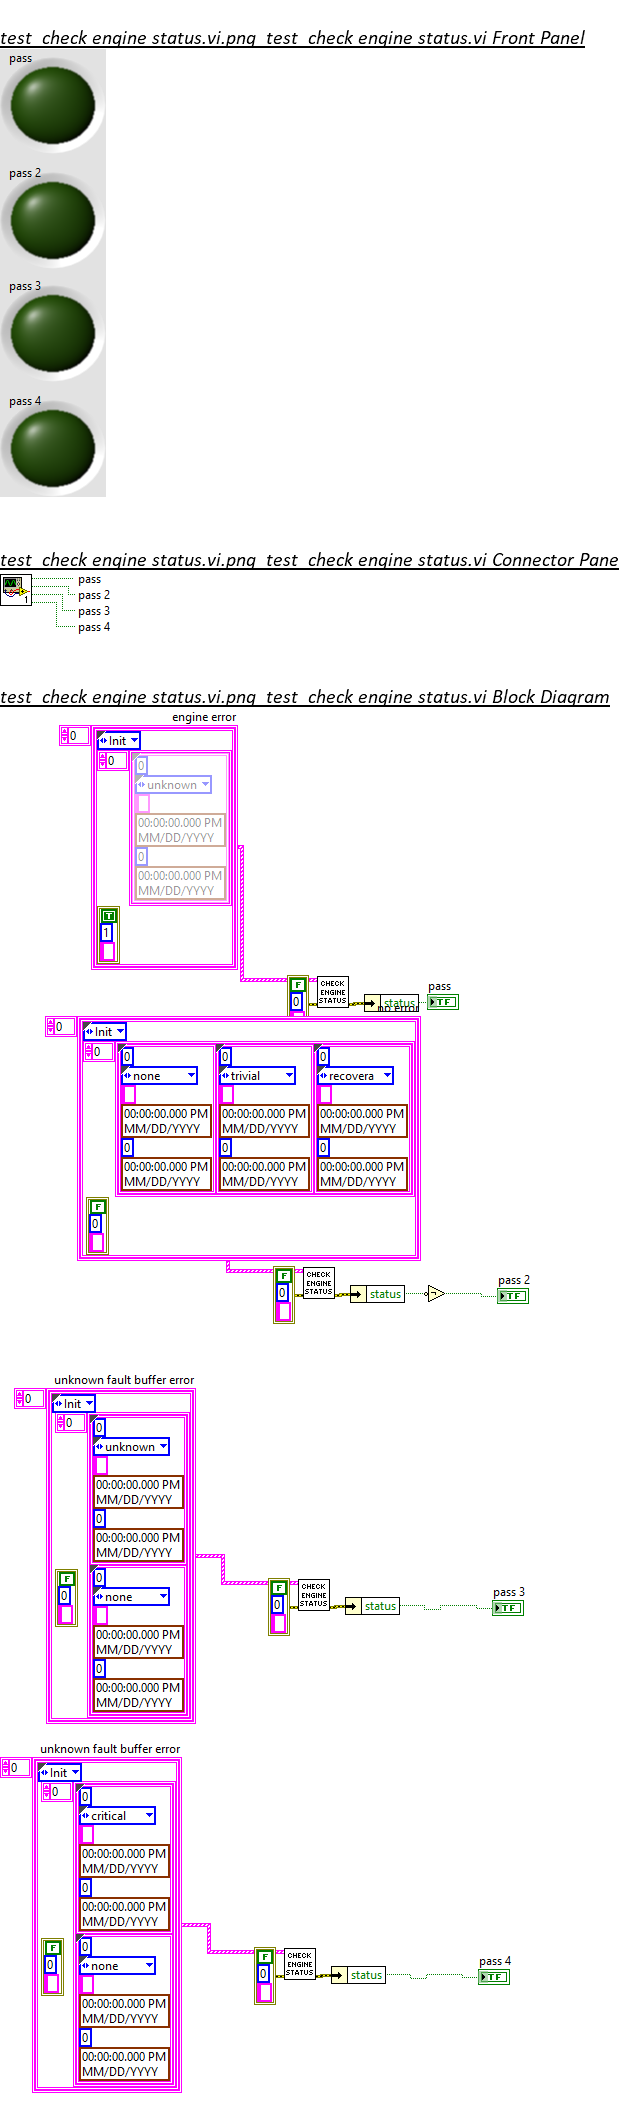 test_check engine status.vi.png_test_check engine status.vi Front Panel
pass
pass 2
pass 3
pass 4
test_check engine status.vi.png_test_check engine status.vi Connector Pane
1
pass
pass 2
pass 3
pass 4
test_check engine status.vi.png_test_check engine status.vi Block Diagram
engine error
0
Init
0
0
unknown
00:00:00.000 PM
MM/DD/YYYY
0
00:00:00.000 PM
MM/DD/YYYY
T
1
F
0
CHECK
ENGINE
STATUS
status
pass
TF
no error
0
Init
0
0
none
00:00:00.000 PM
MM/DD/YYYY
0
00:00:00.000 PM
MM/DD/YYYY
0
trivial
00:00:00.000 PM
MM/DD/YYYY
0
00:00:00.000 PM
MM/DD/YYYY
0
recovera
00:00:00.000 PM
MM/DD/YYYY
0
00:00:00.000 PM
MM/DD/YYYY
F
0
F
0
CHECK
ENGINE
STATUS
status
pass 2
TF
unknown fault buffer error
0
Init
0
0
unknown
00:00:00.000 PM
MM/DD/YYYY
0
00:00:00.000 PM
MM/DD/YYYY
0
none
00:00:00.000 PM
MM/DD/YYYY
0
00:00:00.000 PM
MM/DD/YYYY
F
0
F
0
CHECK
ENGINE
STATUS
status
pass 3
TF
unknown fault buffer error
0
Init
0
0
critical
00:00:00.000 PM
MM/DD/YYYY
0
00:00:00.000 PM
MM/DD/YYYY
0
none
00:00:00.000 PM
MM/DD/YYYY
0
00:00:00.000 PM
MM/DD/YYYY
F
0
F
0
CHECK
ENGINE
STATUS
status
pass 4
TF